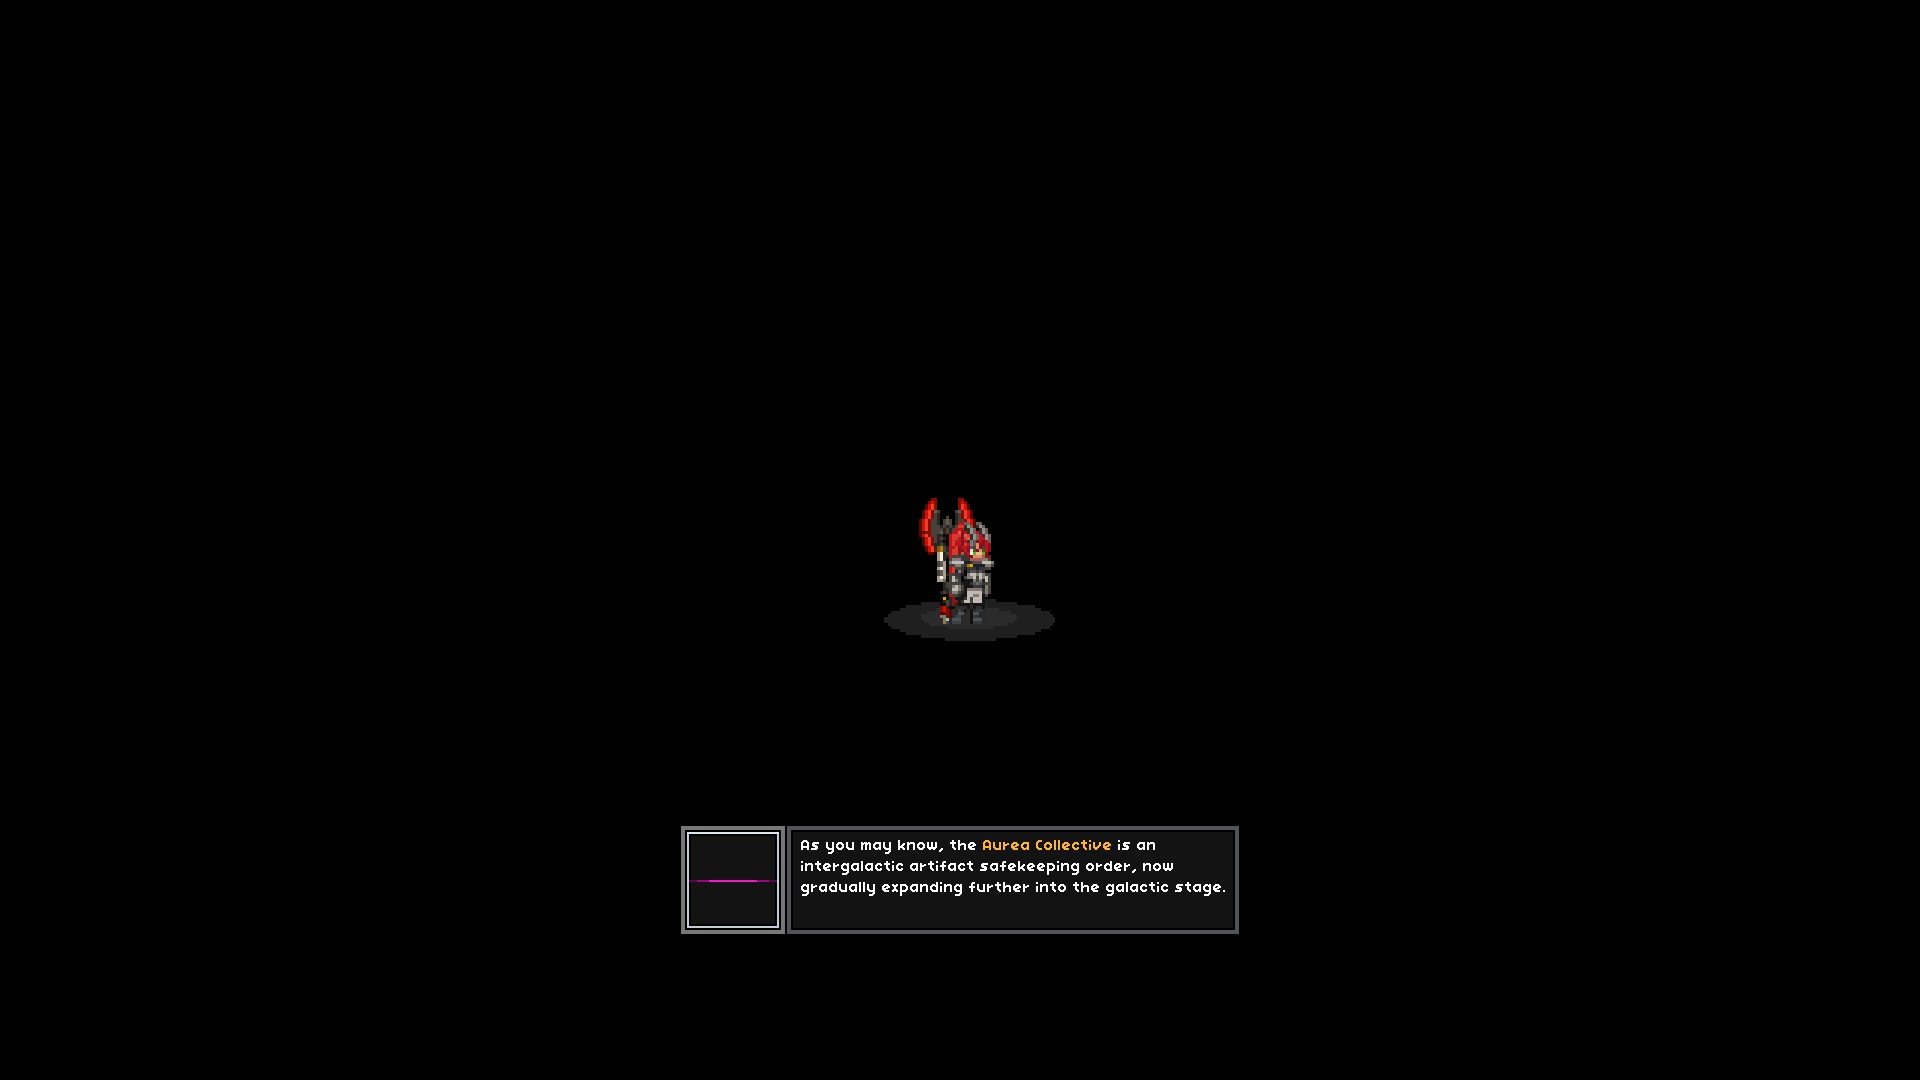 As you may know, the Aurea Collective is an
intergalactic artifact safekeeping order, now
gradually expanding further into the galactic stage.